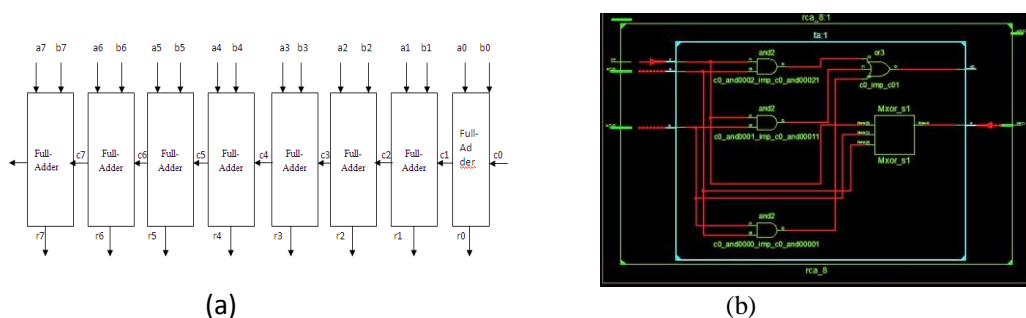 a7 b7 a6 b6 a5 b5 a4 b4 a3 b3 a2 b2 a1 b1 a0 b0
Full-
Adder
c7
Full-
Adder
c6
Full-
Adder
c5
Full-
Adder
c4
Full-
Adder
c3
Full-
Adder
c2
Full-
Adder
c1
Full-
Ad
der
c0
r7 r6 r5 r4 r3 r2 r1 r0
(a)
rca_8:1
fa:1
and2
c0_and0002_imp_c0_and00021
or3
c0_imp_c01
and2
c0_and0001_imp_c0_and00011
Mxor_s1
Mxor_s1
and2
c0_and0000_imp_c0_and00001
rca_8
(b)